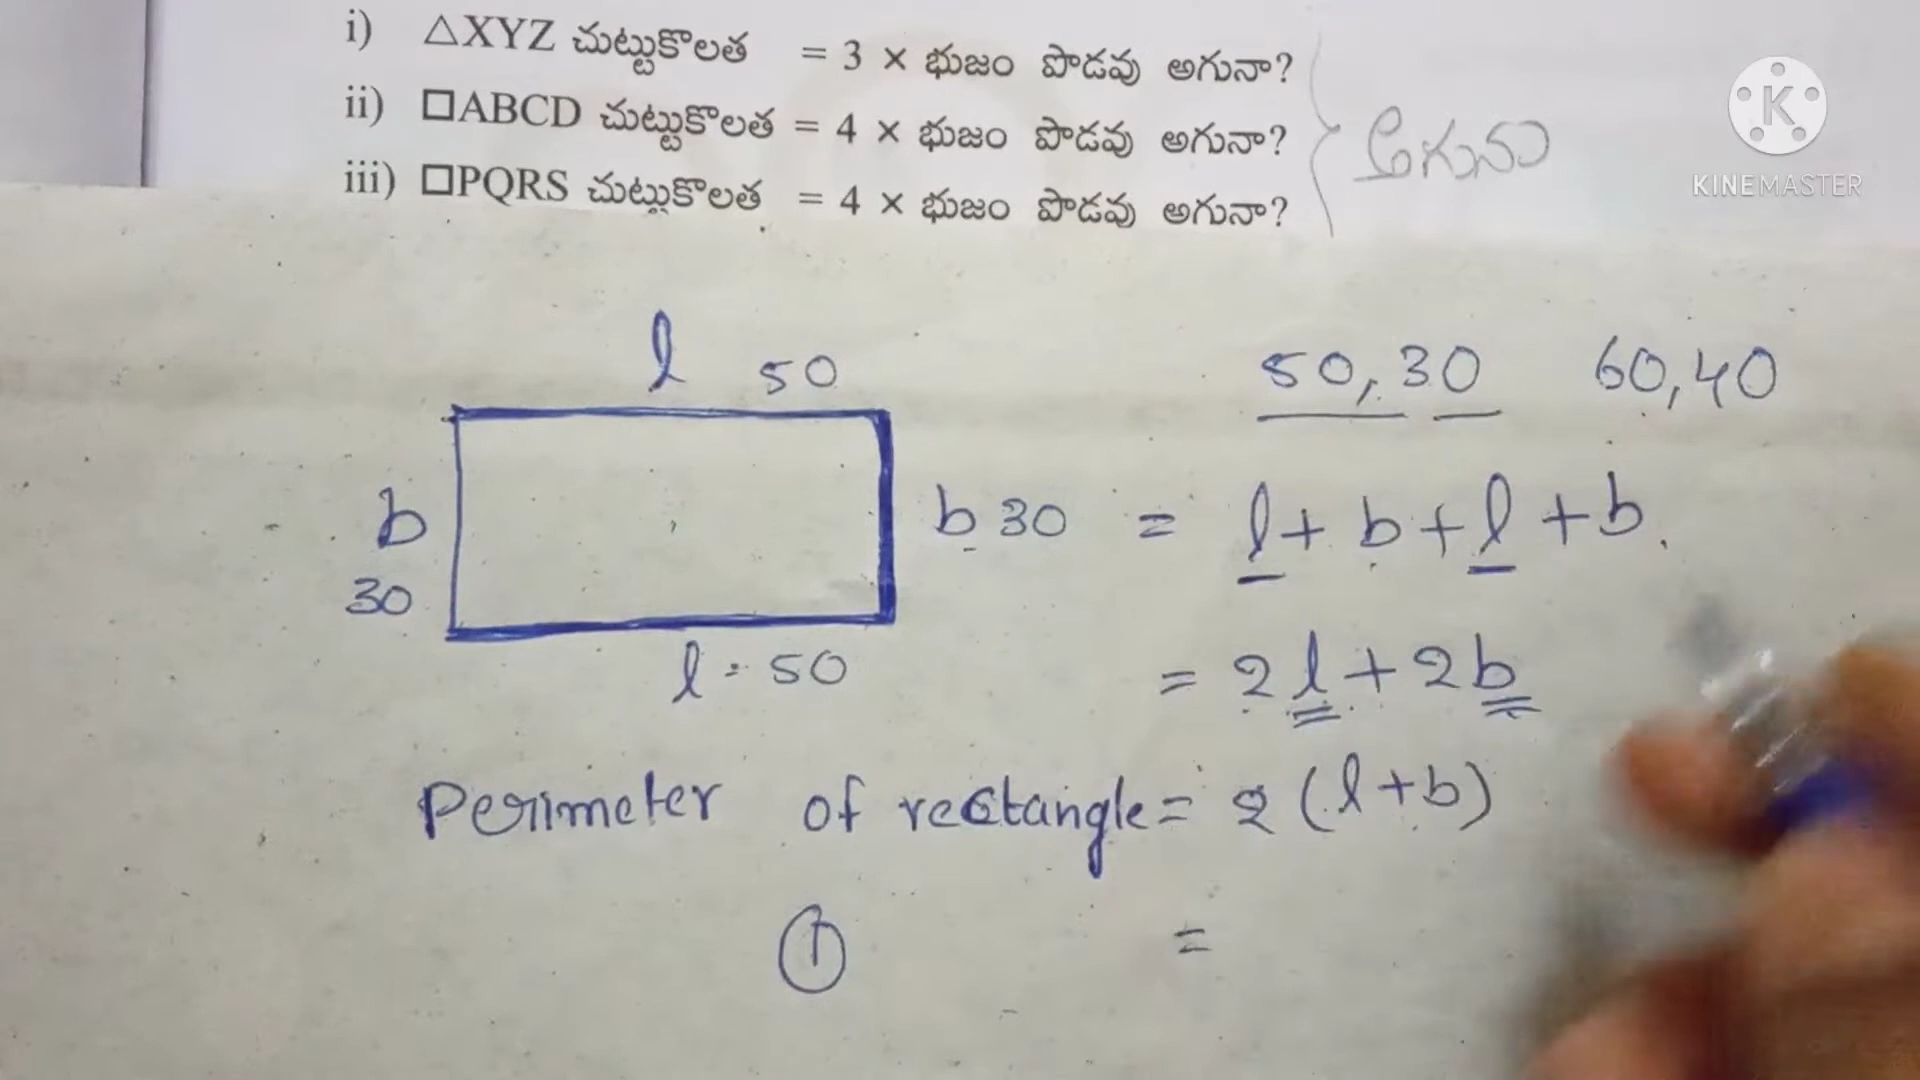 i) △XYZ చుట్టుకొలత = 3 × భుజం పొడవు అగునా?
ii) □ABCD చుట్టుకొలత = 4 × భుజం పొడవు అగునా?
iii) □PQRS చుట్టుకొలత = 4 × భుజం పొడవు అగునా?
అగును
KINEMASTER
l 50
50, 30 60, 40
b b 30 = l + b + l + b.
30
l = 50
= 2l + 2b
Perimeter of rectangle = 2 (l + b)
① =